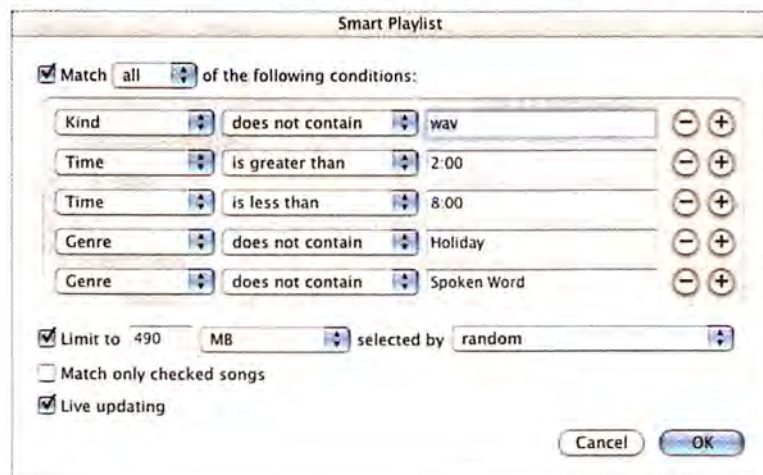 Smart Playlist
Match all of the following conditions:
Kind does not contain wav
Time is greater than 2:00
Time is less than 8:00
Genre does not contain Holiday
Genre does not contain Spoken Word
Limit to 490 MB selected by random
Match only checked songs
Live updating
Cancel OK